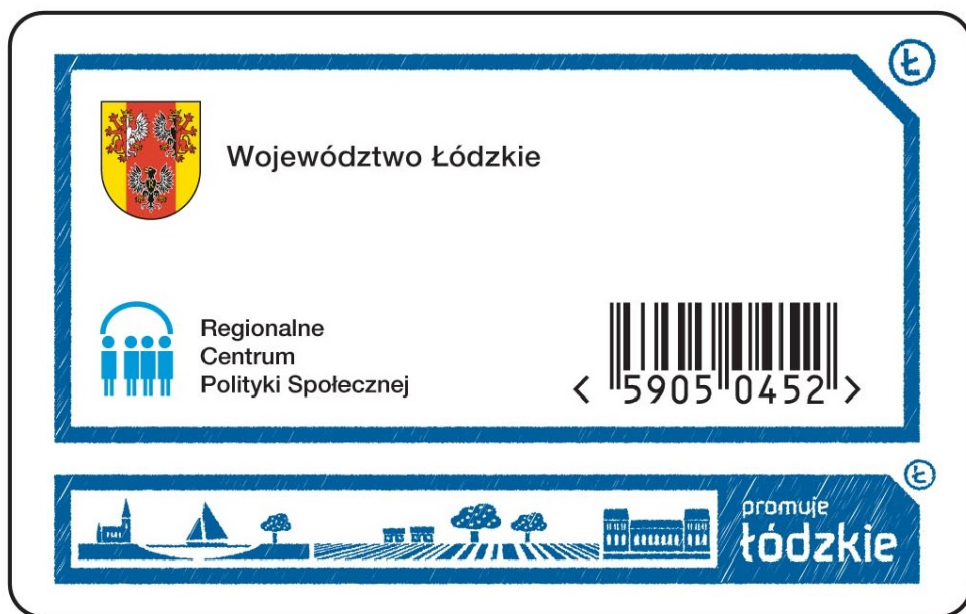 Ł
Województwo Łódzkie
Regionalne
Centrum
Polityki Społecznej
< 5905 0452 >
Ł
promuje
łódzkie